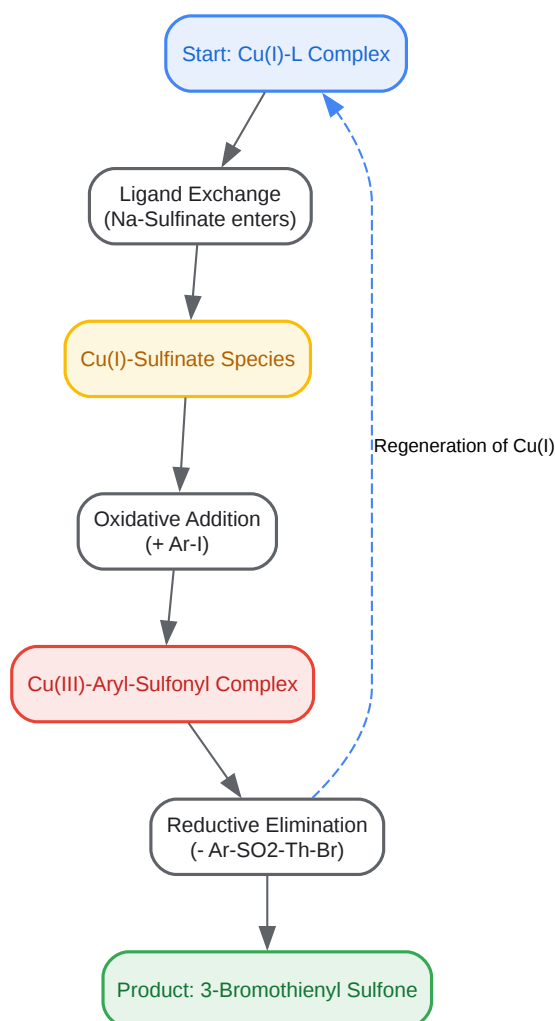 Start: Cu(I)-L Complex
Ligand Exchange
(Na-Sulfinate enters)
Cu(I)-Sulfinate Species
Regeneration of Cu(I)
Oxidative Addition
(+ Ar-I)
Cu(III)-Aryl-Sulfonyl Complex
Reductive Elimination
(- Ar-SO2-Th-Br)
Product: 3-Bromothienyl Sulfone